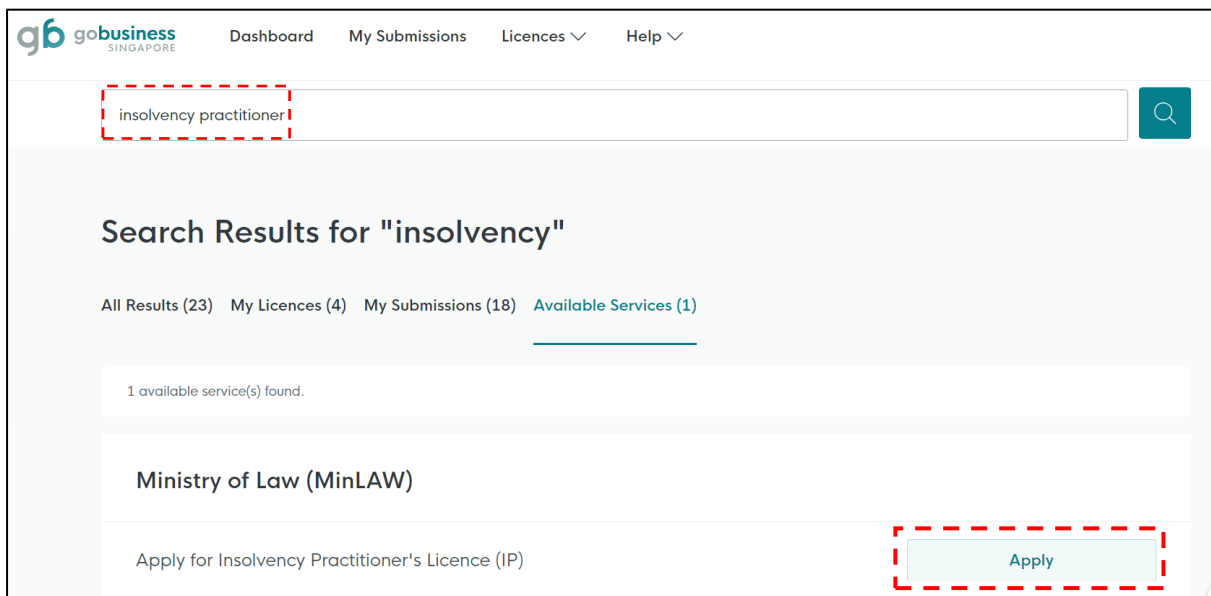 gb gobusiness SINGAPORE Dashboard My Submissions Licences Help
insolvency practitioner
Search Results for "insolvency"
All Results (23) My Licences (4) My Submissions (18) Available Services (1)
1 available service(s) found.
Ministry of Law (MinLAW)
Apply for Insolvency Practitioner's Licence (IP) Apply